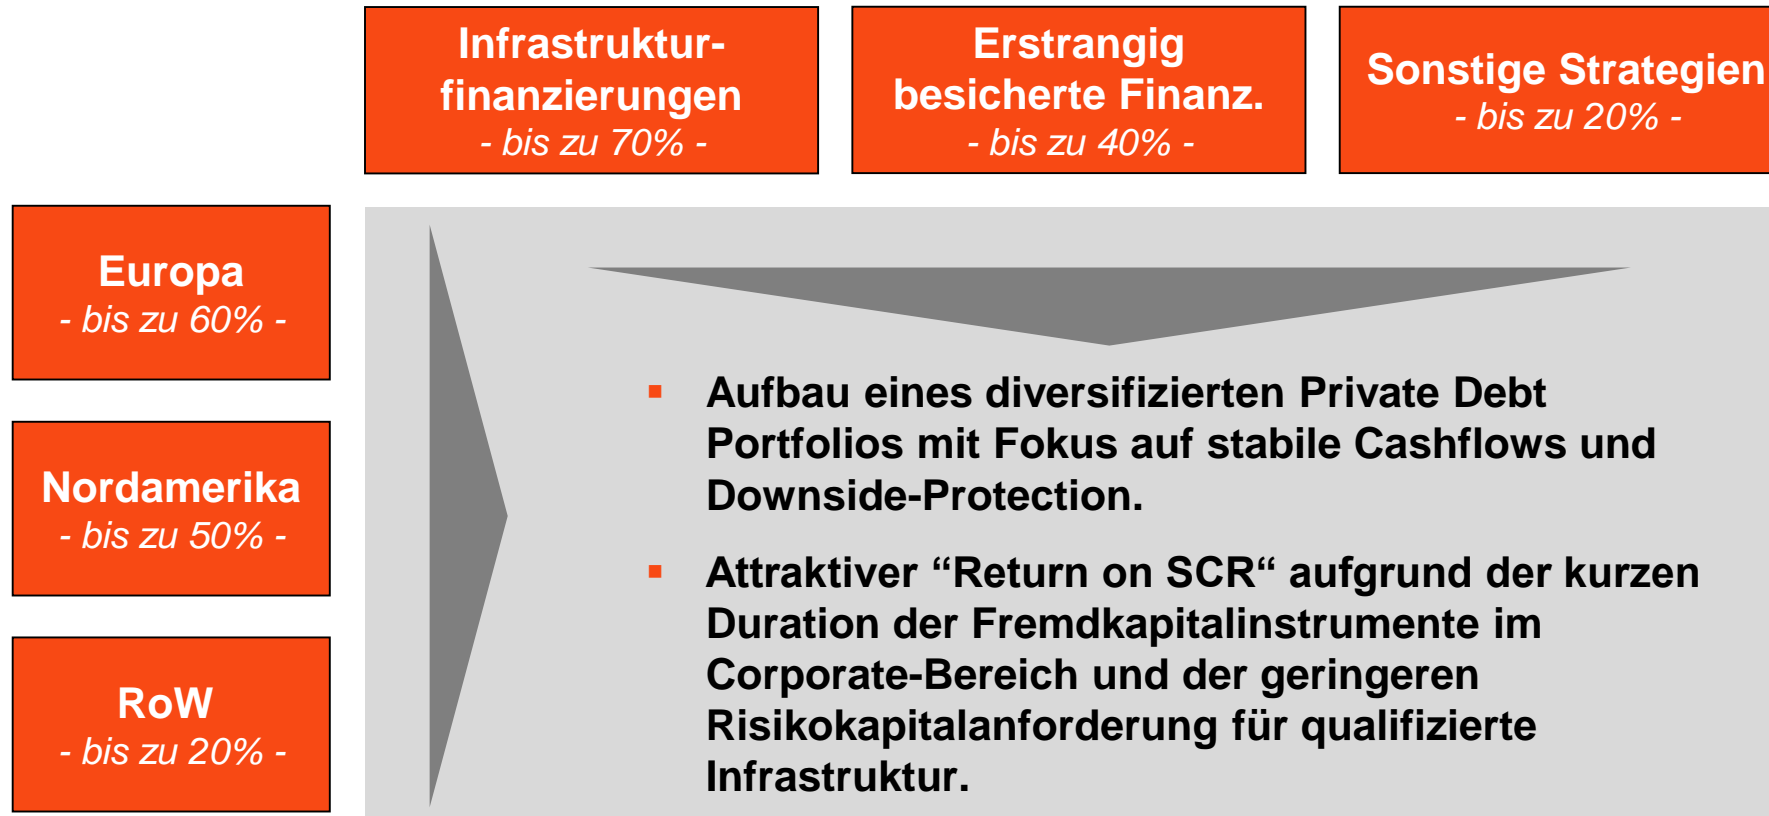 Infrastruktur-
finanzierungen
- bis zu 70% -
Erstrangig
besicherte Finanz.
- bis zu 40% -
Sonstige Strategien
- bis zu 20% -
Europa
- bis zu 60% -
Nordamerika
- bis zu 50% -
RoW
- bis zu 20% -
▪ Aufbau eines diversifizierten Private Debt
Portfolios mit Fokus auf stabile Cashflows und
Downside-Protection.
▪ Attraktiver “Return on SCR“ aufgrund der kurzen
Duration der Fremdkapitalinstrumente im
Corporate-Bereich und der geringeren
Risikokapitalanforderung für qualifizierte
Infrastruktur.